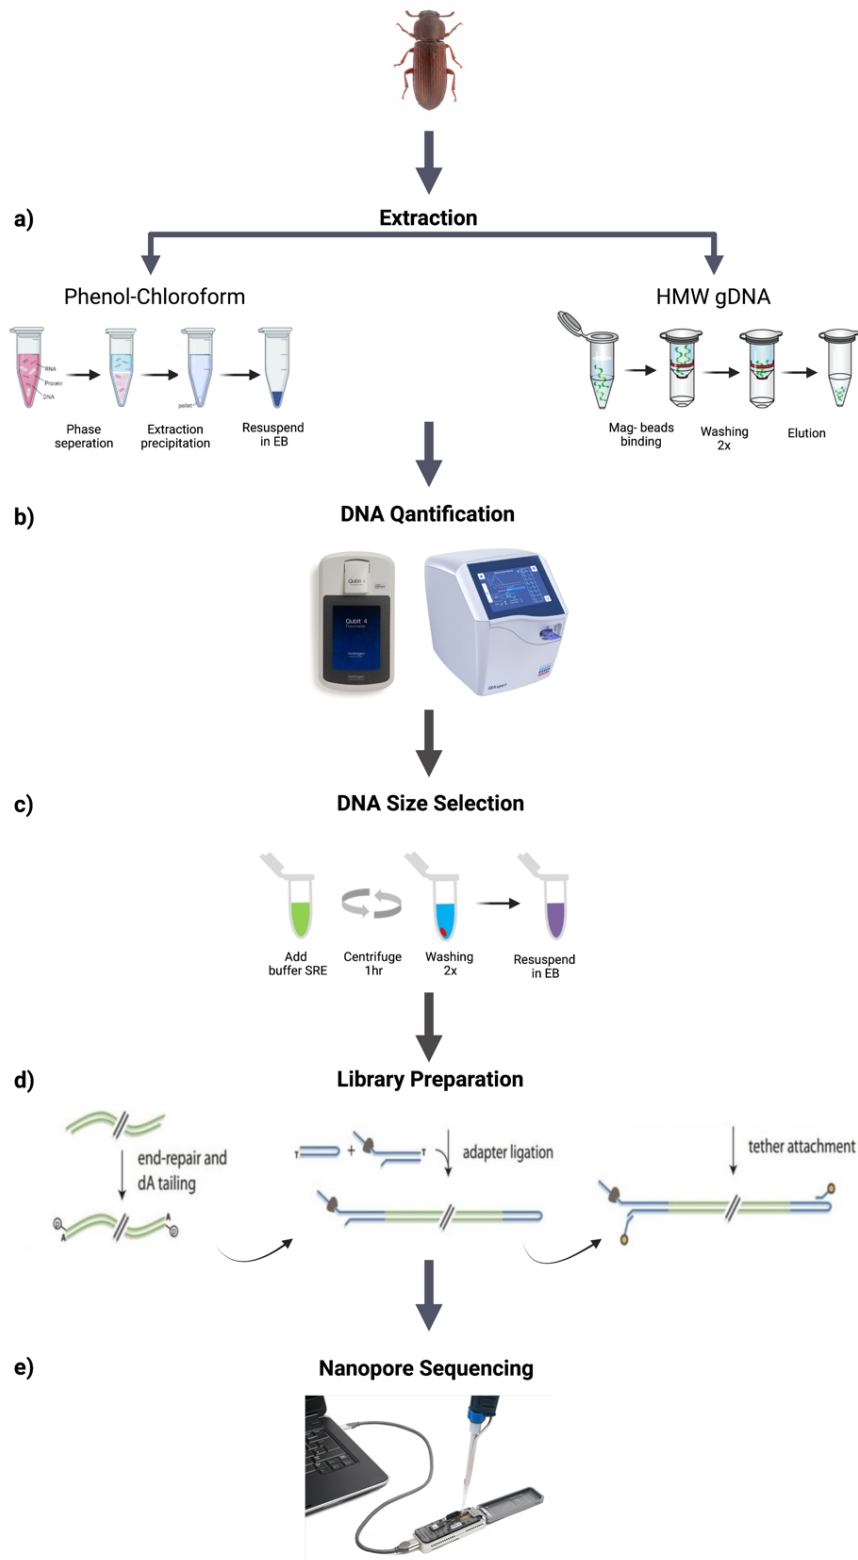 a)
Extraction
Phenol-Chloroform
HMW gDNA
RNA
Protein
DNA
pellet
Phase
seperation
Extraction
precipitation
Resuspend
in EB
Mag- beads
binding
Washing
2x
Elution
b)
DNA Qantification
Qubit 4
c)
DNA Size Selection
Add
buffer SRE
Centrifuge
1hr
Washing
2x
Resuspend
in EB
d)
Library Preparation
end-repair and
dA tailing
A
P
A
P
T
+
T
adapter ligation
tether attachment
e)
Nanopore Sequencing